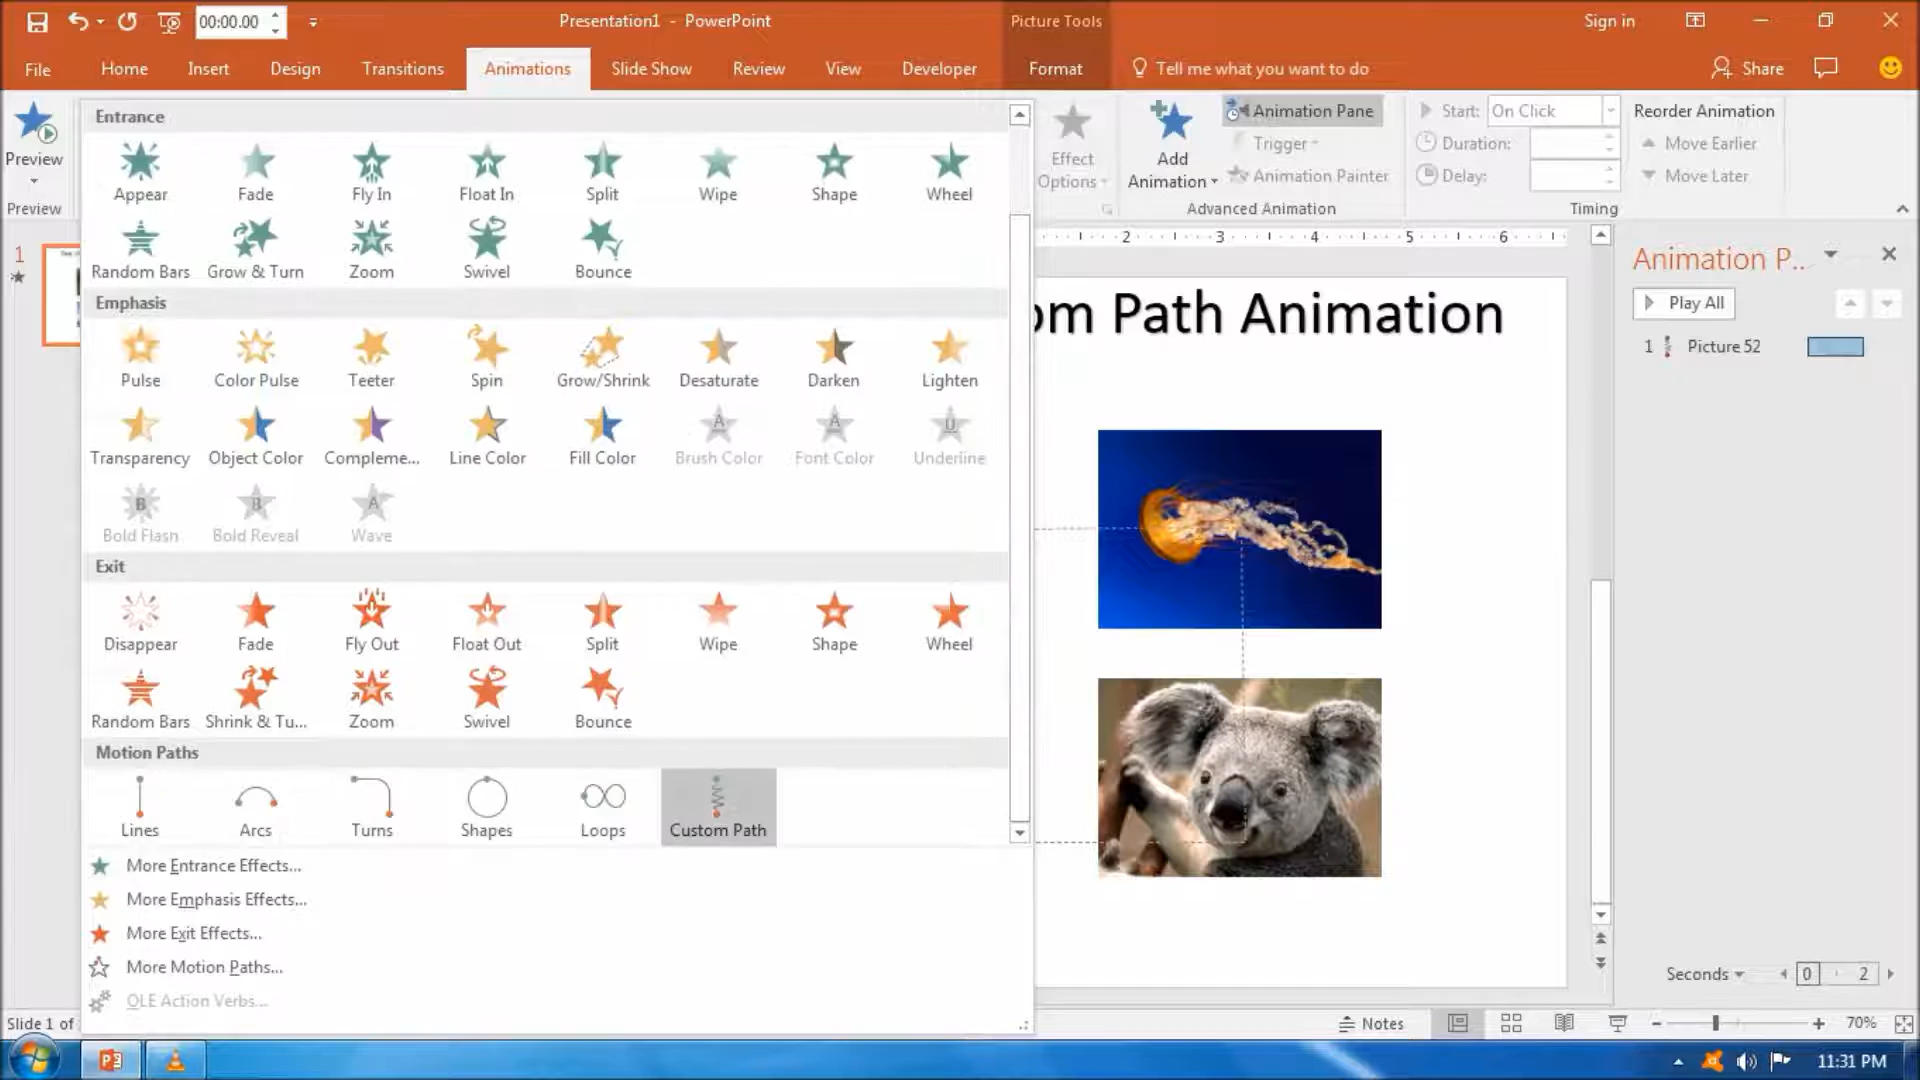 00:00.00
Presentation1 - PowerPoint
Picture Tools
Sign in
File
Home
Insert
Design
Transitions
Animations
Slide Show
Review
View
Developer
Format
Tell me what you want to do
Share
Preview
Preview
Entrance
Appear
Fade
Fly In
Float In
Split
Wipe
Shape
Wheel
Random Bars
Grow & Turn
Zoom
Swivel
Bounce
Emphasis
Pulse
Color Pulse
Teeter
Spin
Grow/Shrink
Desaturate
Darken
Lighten
Transparency
Object Color
Compleme...
Line Color
Fill Color
Brush Color
Font Color
Underline
Bold Flash
Bold Reveal
Wave
Exit
Disappear
Fade
Fly Out
Float Out
Split
Wipe
Shape
Wheel
Random Bars
Shrink & Tu...
Zoom
Swivel
Bounce
Motion Paths
Lines
Arcs
Turns
Shapes
Loops
Custom Path
More Entrance Effects...
More Emphasis Effects...
More Exit Effects...
More Motion Paths...
OLE Action Verbs...
Effect
Options
Add
Animation
Animation Pane
Trigger
Animation Painter
Advanced Animation
Start: On Click
Duration:
Delay:
Timing
Reorder Animation
Move Earlier
Move Later
1
2 3 4 5 6
om Path Animation
Animation P...
Play All
1 Picture 52
Seconds
0 2
Slide 1 of
Notes
70%
11:31 PM